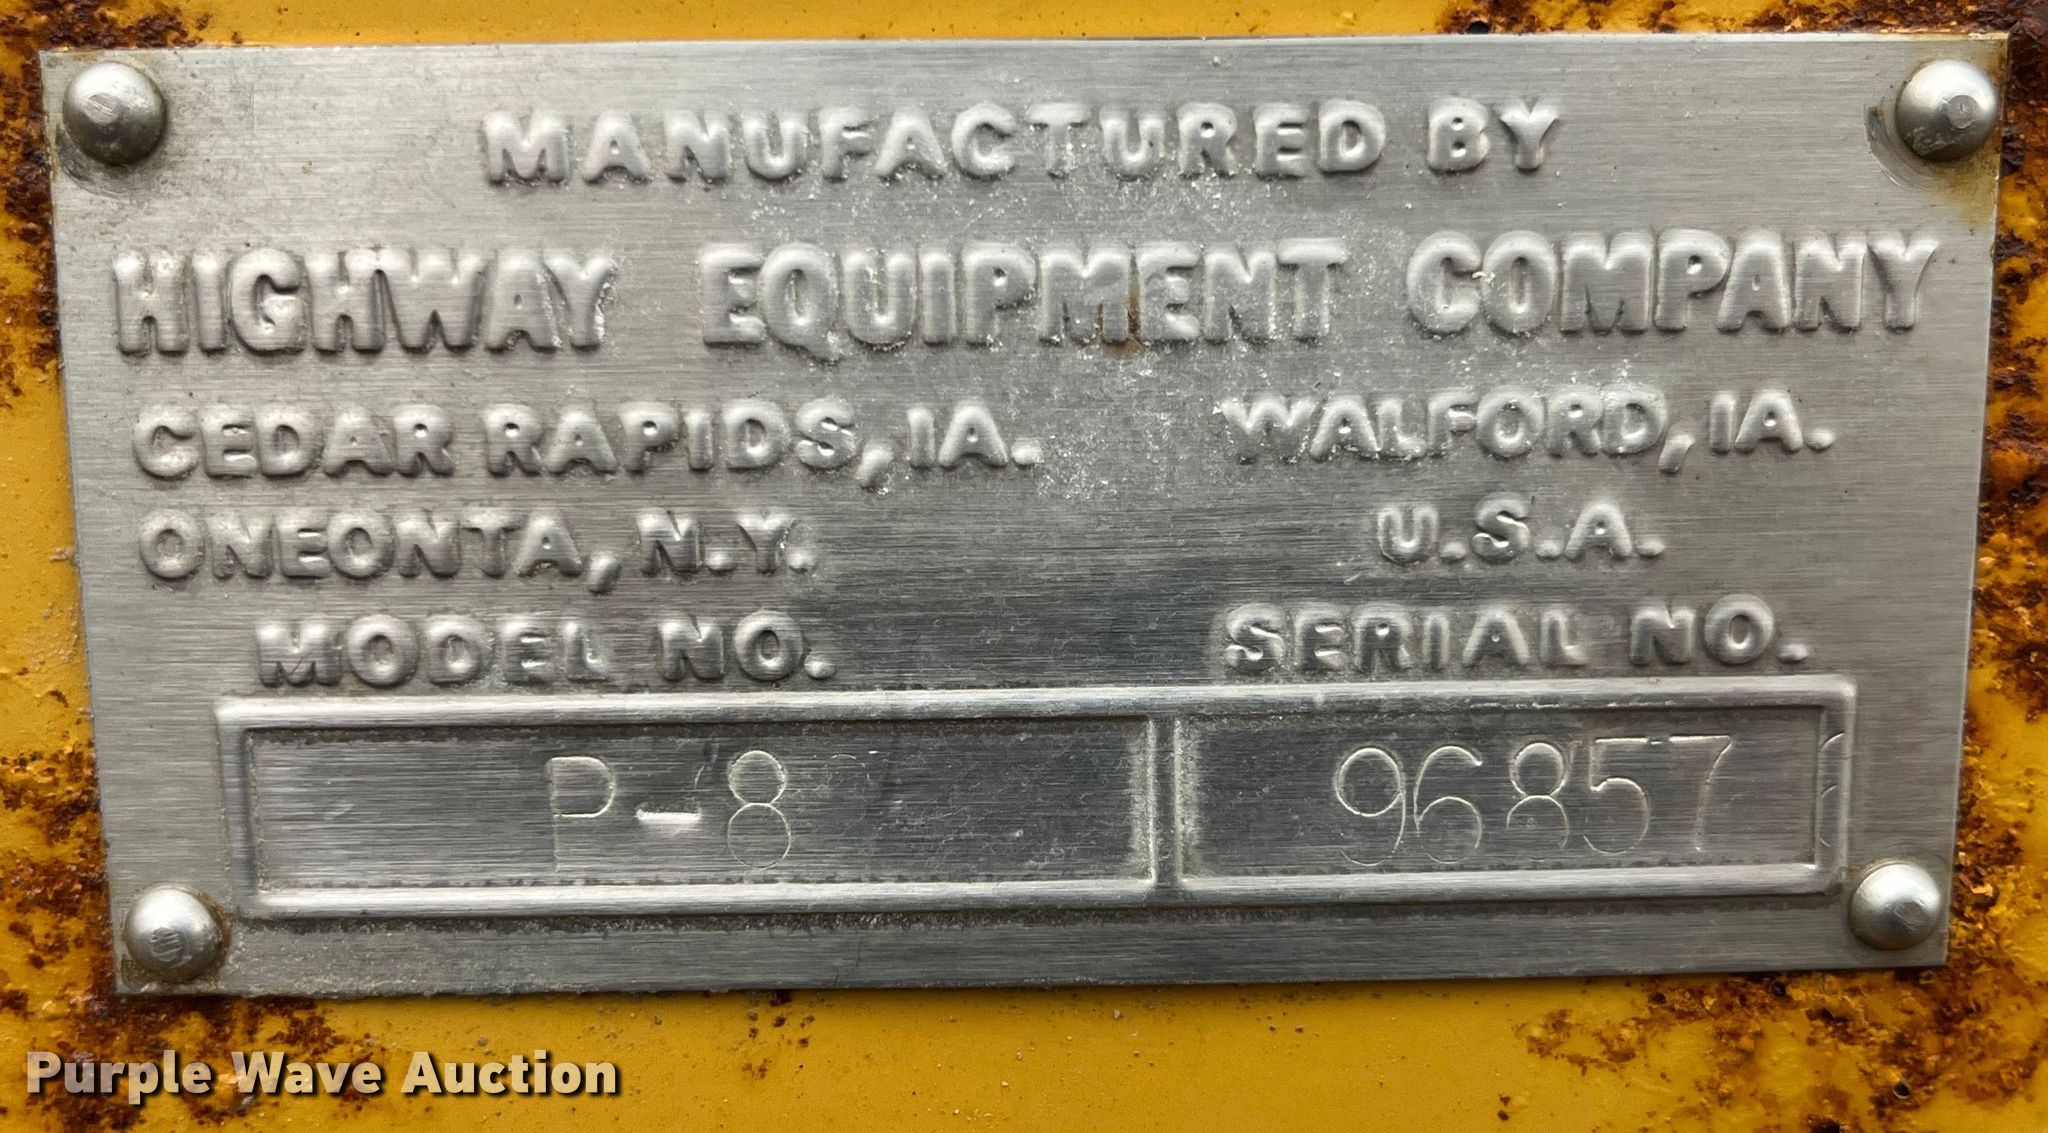 MANUFACTURED BY
HIGHWAY EQUIPMENT COMPANY
CEDAR RAPIDS, IA. WALFORD, IA.
ONEONTA, N.Y. U.S.A.
MODEL NO. SERIAL NO.
P-8 96857
Purple Wave Auction